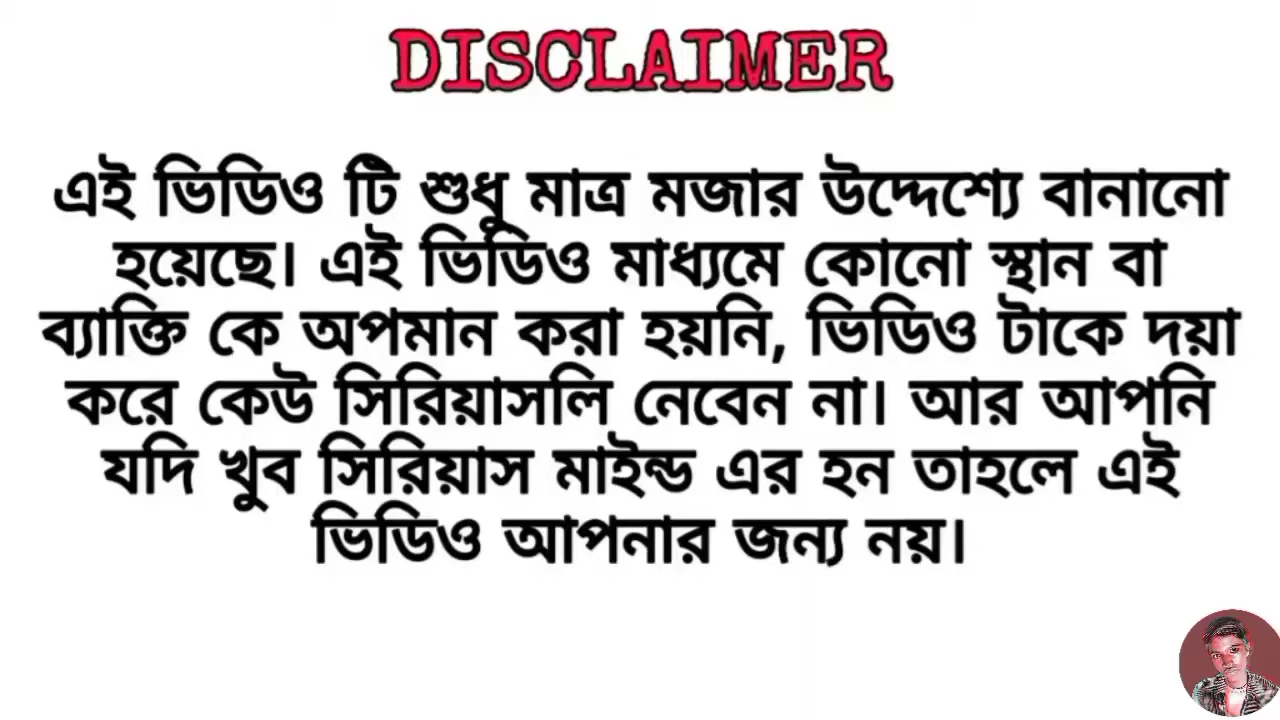 DISCLAIMER
এই ভিডিও টি শুধু মাত্র মজার উদ্দেশ্যে বানানো
হয়েছে। এই ভিডিও মাধ্যমে কোনো স্থান বা
ব্যাক্তি কে অপমান করা হয়নি, ভিডিও টাকে দয়া
করে কেউ সিরিয়াসলি নেবেন না। আর আপনি
যদি খুব সিরিয়াস মাইন্ড এর হন তাহলে এই
ভিডিও আপনার জন্য নয়।